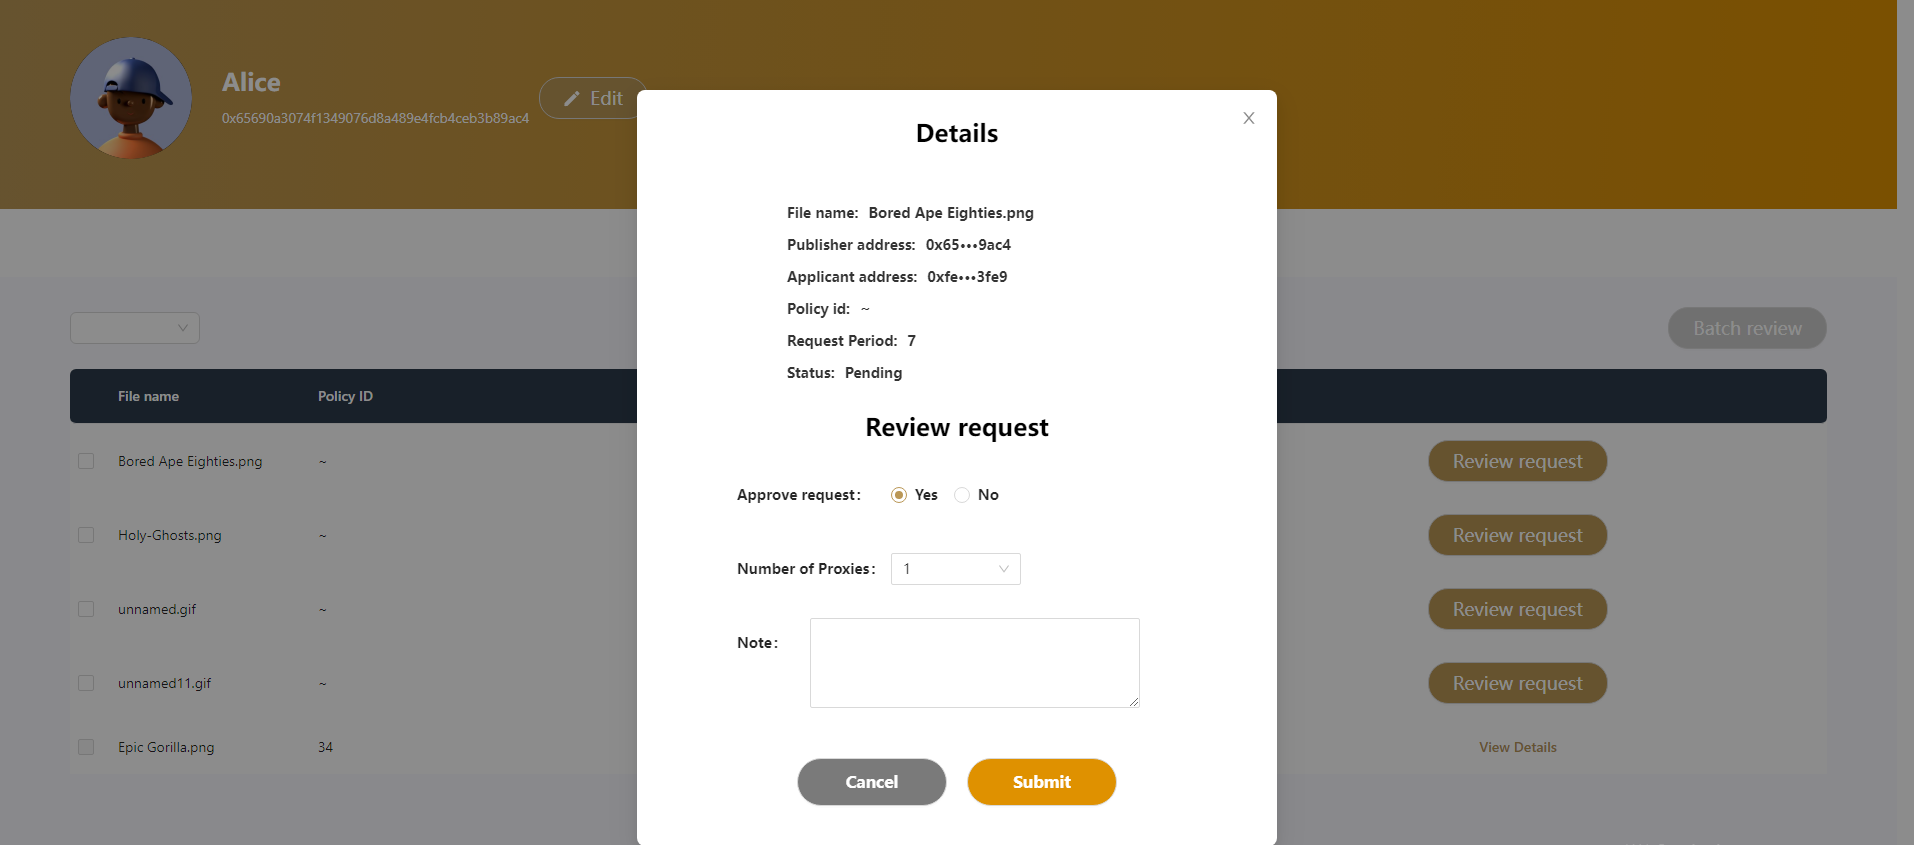 Alice
0x65690a3074f1349076d8a489e4fcb4ceb3b89ac4
Edit
Details
File name: Bored Ape Eighties.png
Publisher address: 0x65•••9ac4
Applicant address: 0xfe•••3fe9
Policy id: ~
Request Period: 7
Status: Pending
Review request
Approve request: Yes No
Number of Proxies: 1
Note:
Cancel Submit
Batch review
File name Policy ID
Bored Ape Eighties.png ~ Review request
Holy-Ghosts.png ~ Review request
unnamed.gif ~ Review request
unnamed11.gif ~ Review request
Epic Gorilla.png 34 View Details